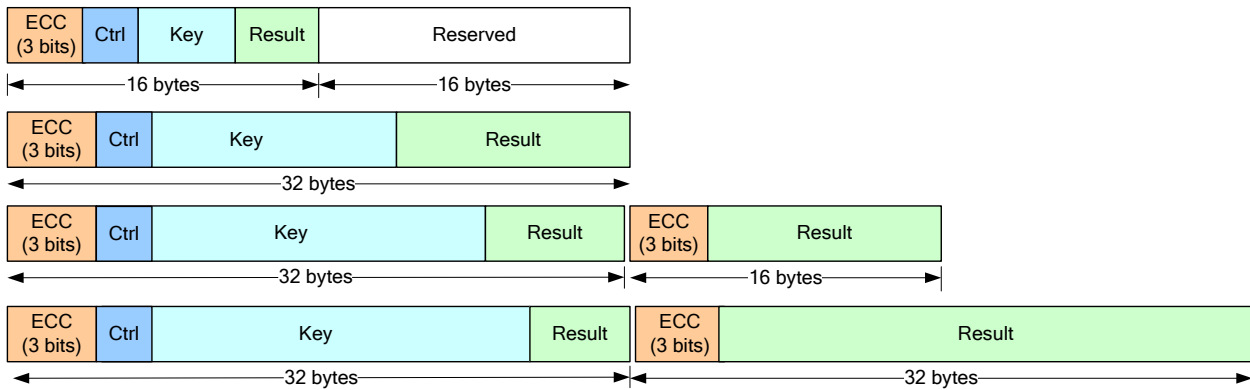 ECC
(3 bits)
Ctrl
Key
Result
Reserved
16 bytes
16 bytes
ECC
(3 bits)
Ctrl
Key
Result
32 bytes
ECC
(3 bits)
Ctrl
Key
Result
ECC
(3 bits)
Result
32 bytes
16 bytes
ECC
(3 bits)
Ctrl
Key
Result
ECC
(3 bits)
Result
32 bytes
32 bytes